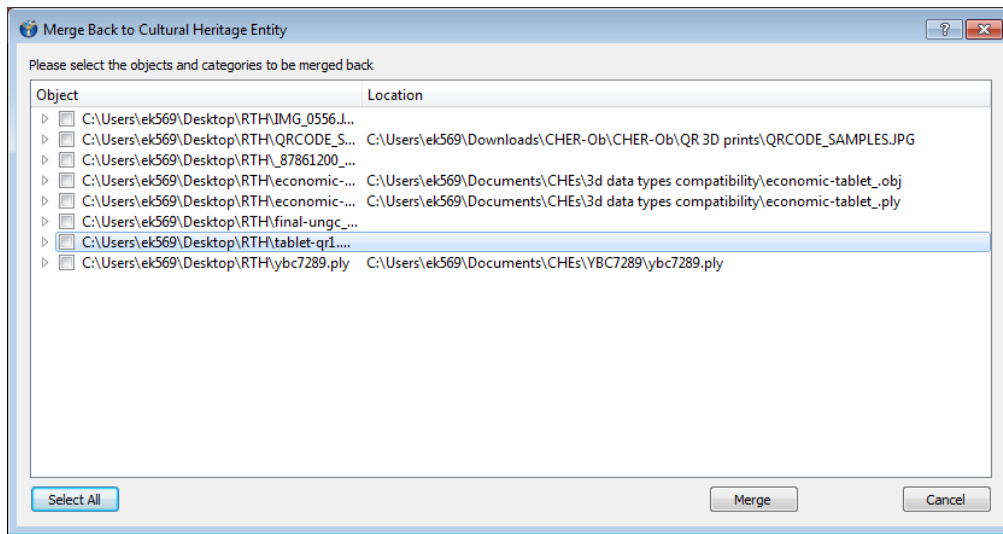 Merge Back to Cultural Heritage Entity
Please select the objects and categories to be merged back
Object Location
C:\Users\ek569\Desktop\RTH\IMG_0556.J...
C:\Users\ek569\Desktop\RTH\QRCODE_S... C:\Users\ek569\Downloads\CHER-Ob\CHER-Ob\QR 3D prints\QRCODE_SAMPLES.JPG
C:\Users\ek569\Desktop\RTH\_87861200_...
C:\Users\ek569\Desktop\RTH\economic-... C:\Users\ek569\Documents\CHEs\3d data types compatibility\economic-tablet_.obj
C:\Users\ek569\Desktop\RTH\economic-... C:\Users\ek569\Documents\CHEs\3d data types compatibility\economic-tablet_.ply
C:\Users\ek569\Desktop\RTH\final-ungc_...
C:\Users\ek569\Desktop\RTH\tablet-qr1....
C:\Users\ek569\Desktop\RTH\ybc7289.ply C:\Users\ek569\Documents\CHEs\YBC7289\ybc7289.ply
Select All Merge Cancel